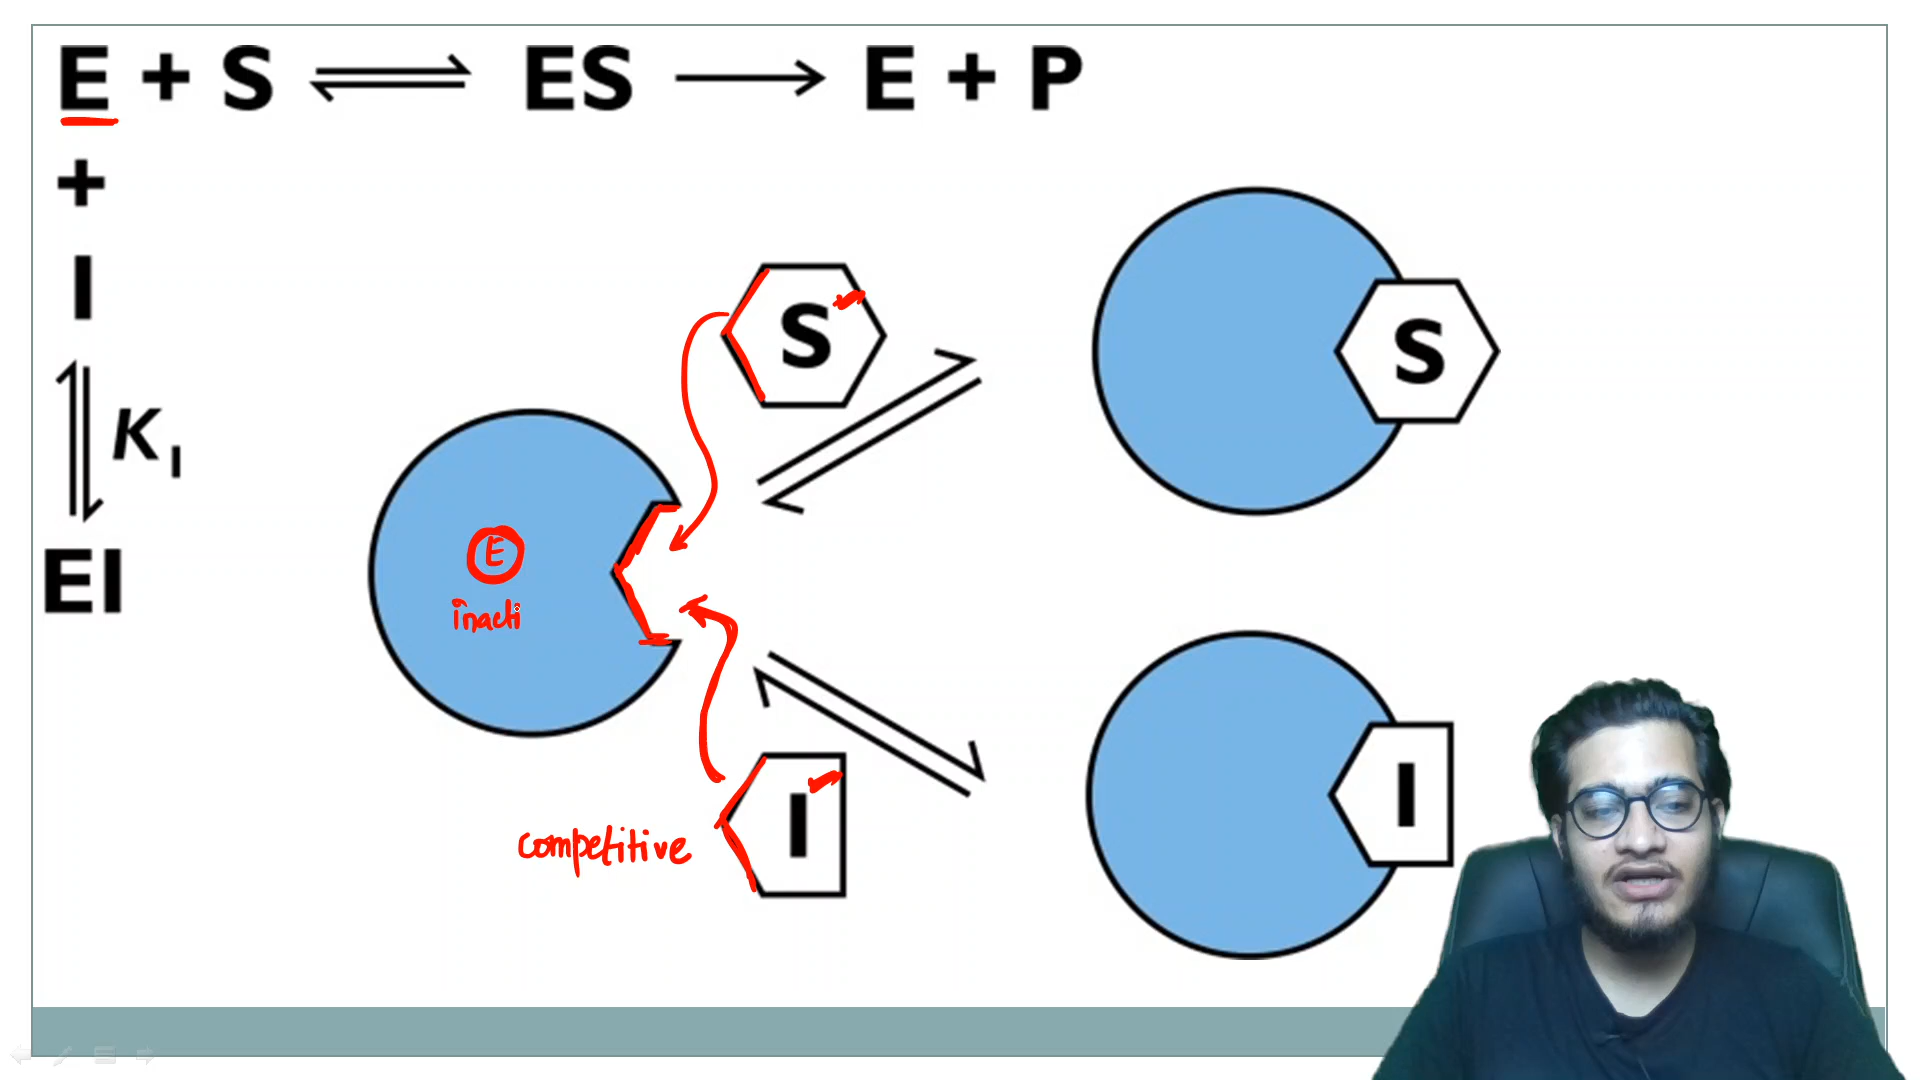 E + S ⇌ ES → E + P
+
I
K I
EI
S
S
E
inacti
I
I
competitive